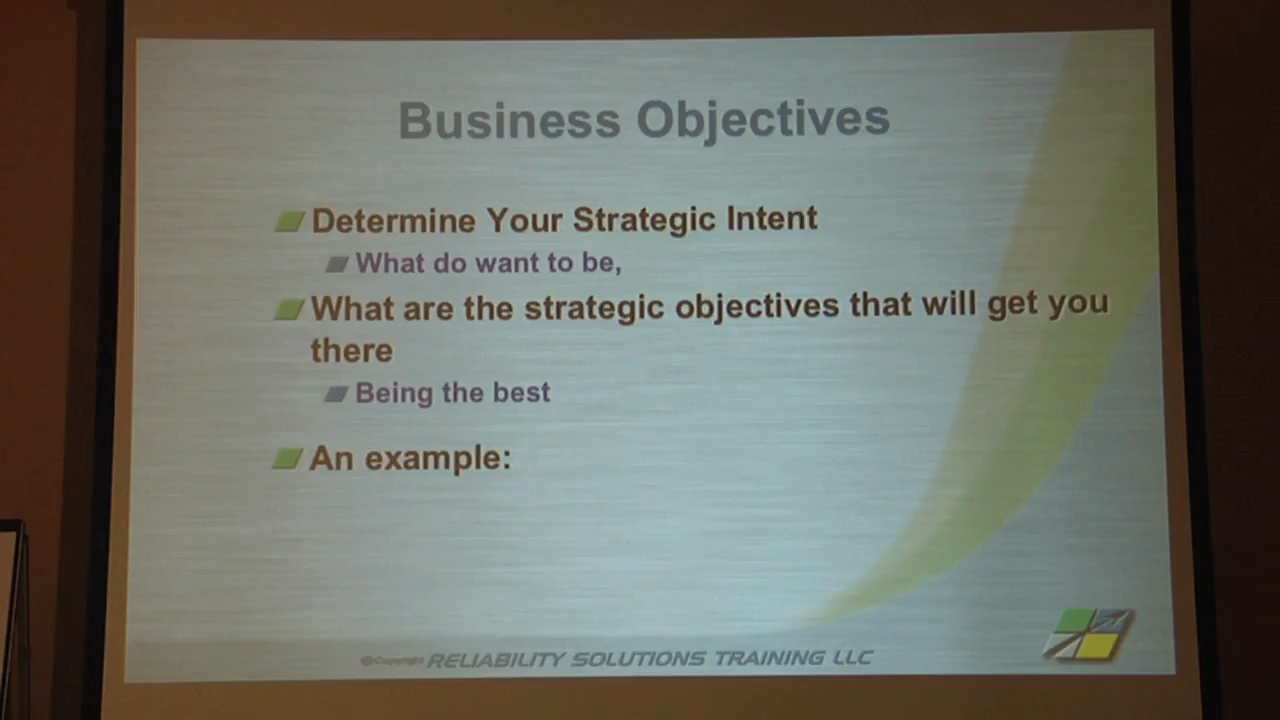 Business Objectives
Determine Your Strategic Intent
What do want to be,
What are the strategic objectives that will get you
there
Being the best
An example:
©Copyright RELIABILITY SOLUTIONS TRAINING LLC